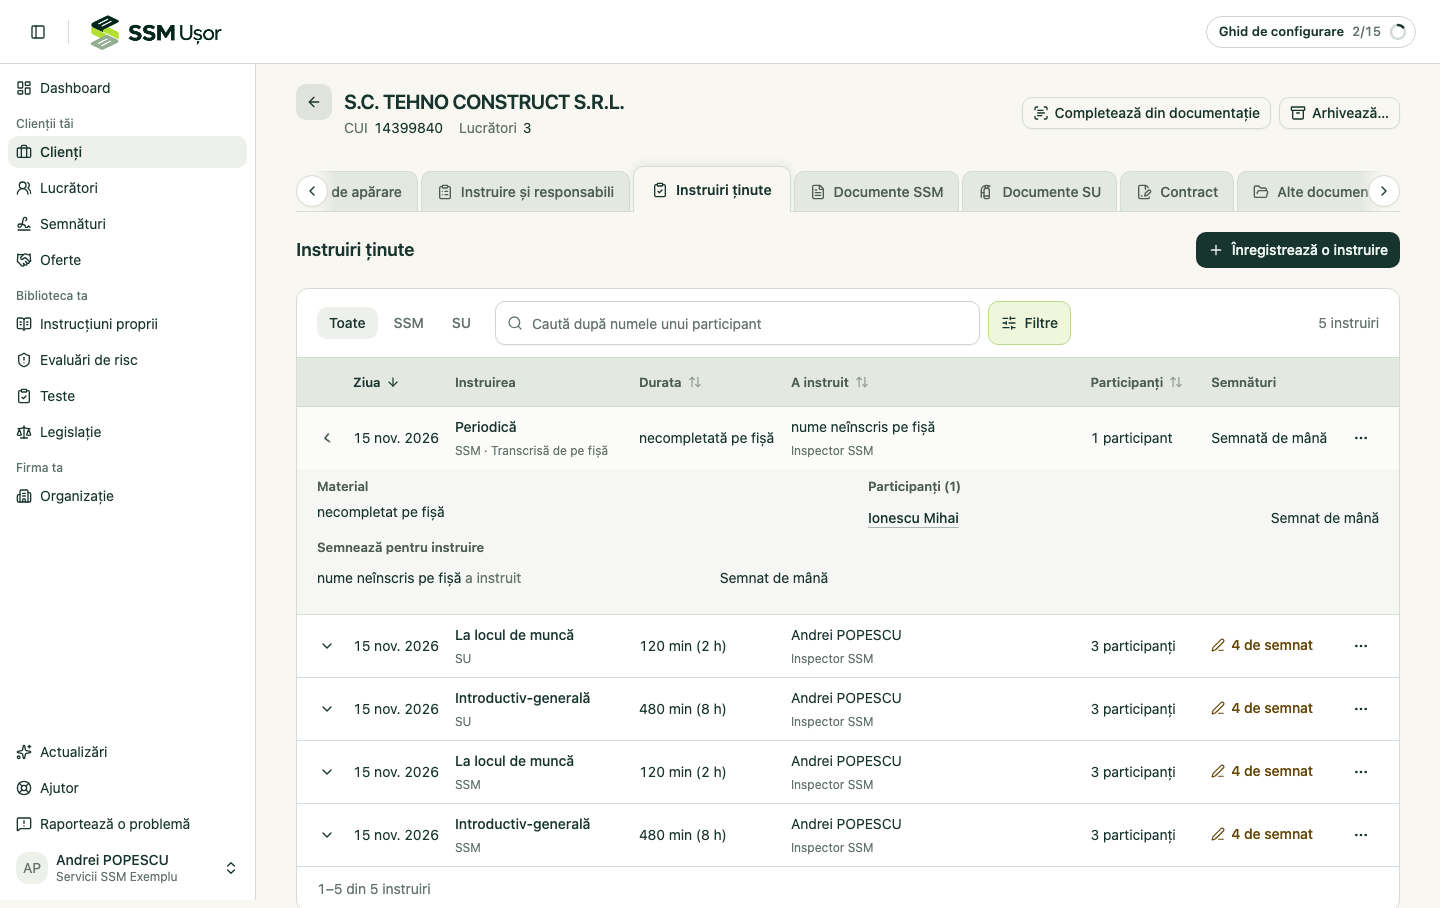 SSM Ușor
Ghid de configurare 2/15
Dashboard
Clienții tăi
Clienți
Lucrători
Semnături
Oferte
Biblioteca ta
Instrucțiuni proprii
Evaluări de risc
Teste
Legislație
Firma ta
Organizație
Actualizări
Ajutor
Raportează o problemă
AP
Andrei POPESCU
Servicii SSM Exemplu
S.C. TEHNO CONSTRUCT S.R.L.
CUI 14399840 Lucrători 3
Completează din documentație
Arhivează...
de apărare
Instruire și responsabili
Instruiri ținute
Documente SSM
Documente SU
Contract
Alte documen
Instruiri ținute
Înregistrează o instruire
Toate SSM SU
Caută după numele unui participant
Filtre
5 instruiri
Ziua Instruirea Durata A instruit Participanți Semnături
15 nov. 2026
Periodică
SSM · Transcrisă de pe fișă
necompletată pe fișă
nume neînscris pe fișă
Inspector SSM
1 participant
Semnată de mână
Material
necompletat pe fișă
Semnează pentru instruire
nume neînscris pe fișă a instruit
Semnat de mână
Participanți (1)
Ionescu Mihai
Semnat de mână
15 nov. 2026
La locul de muncă
SU
120 min (2 h)
Andrei POPESCU
Inspector SSM
3 participanți
4 de semnat
15 nov. 2026
Introductiv-generală
SU
480 min (8 h)
Andrei POPESCU
Inspector SSM
3 participanți
4 de semnat
15 nov. 2026
La locul de muncă
SSM
120 min (2 h)
Andrei POPESCU
Inspector SSM
3 participanți
4 de semnat
15 nov. 2026
Introductiv-generală
SSM
480 min (8 h)
Andrei POPESCU
Inspector SSM
3 participanți
4 de semnat
1–5 din 5 instruiri